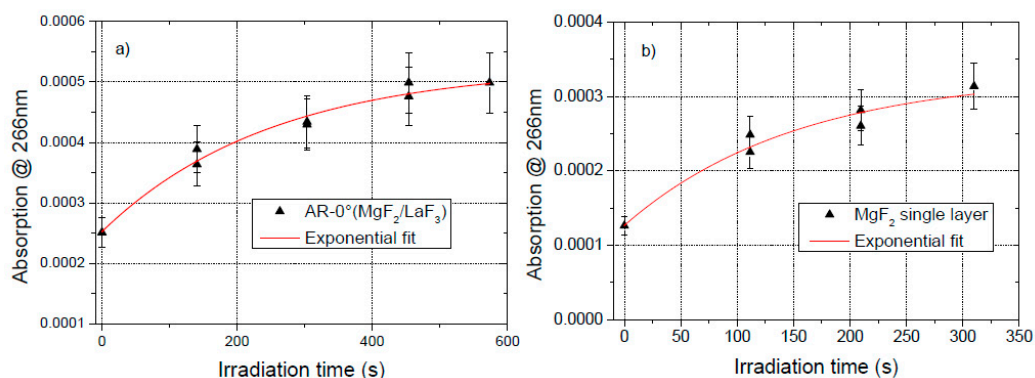 a)
0.0006
0.0005
0.0004
0.0003
0.0002
0.0001
Absorption @ 266nm
AR-0°(MgF₂/LaF₃)
Exponential fit
0 200 400 600
Irradiation time (s)
b)
0.0004
0.0003
0.0002
0.0001
0.0000
Absorption @ 266nm
MgF₂ single layer
Exponential fit
0 50 100 150 200 250 300 350
Irradiation time (s)